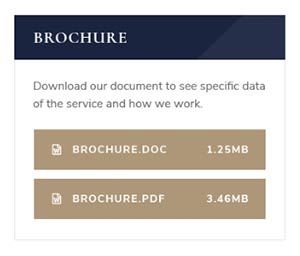 BROCHURE
Download our document to see specific data
of the service and how we work.
BROCHURE.DOC 1.25MB
BROCHURE.PDF 3.46MB